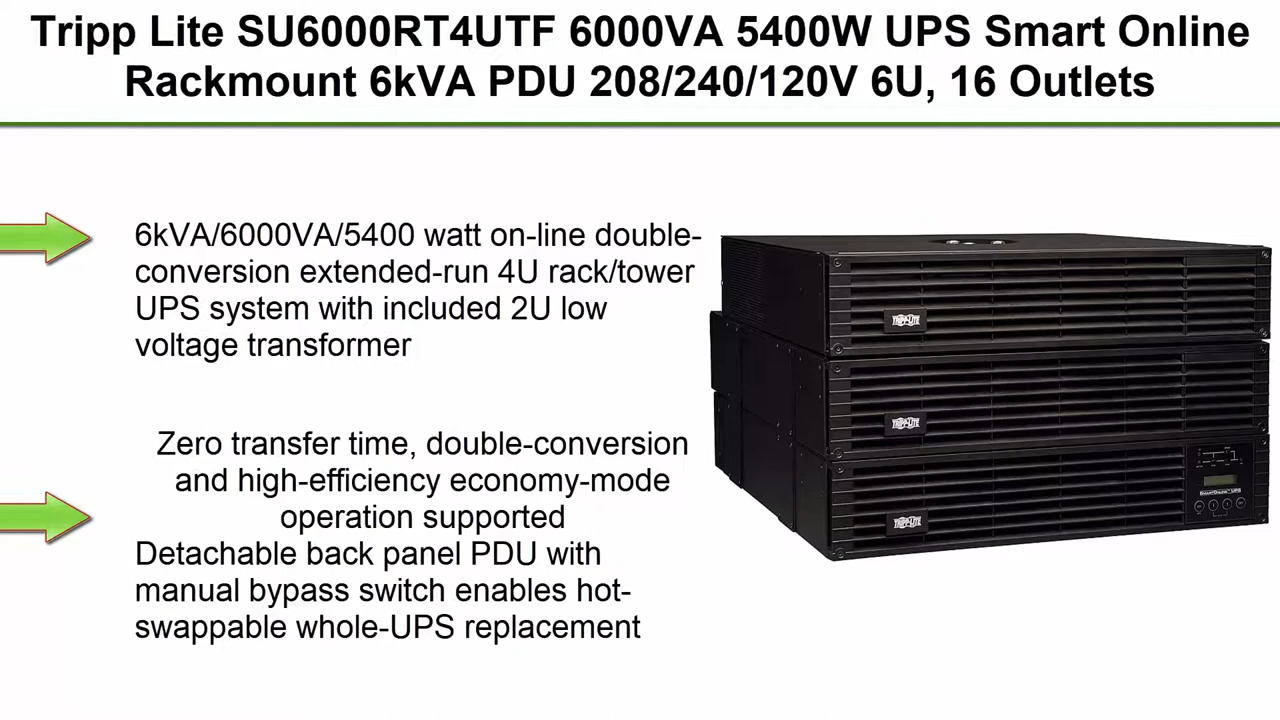 Tripp Lite SU6000RT4UTF 6000VA 5400W UPS Smart Online
Rackmount 6kVA PDU 208/240/120V 6U, 16 Outlets
6kVA/6000VA/5400 watt on-line double-
conversion extended-run 4U rack/tower
UPS system with included 2U low
voltage transformer
Zero transfer time, double-conversion
and high-efficiency economy-mode
operation supported
Detachable back panel PDU with
manual bypass switch enables hot-
swappable whole-UPS replacement
TRIPP-LITE
TRIPP-LITE
TRIPP-LITE
SMARTONLINE™ UPS